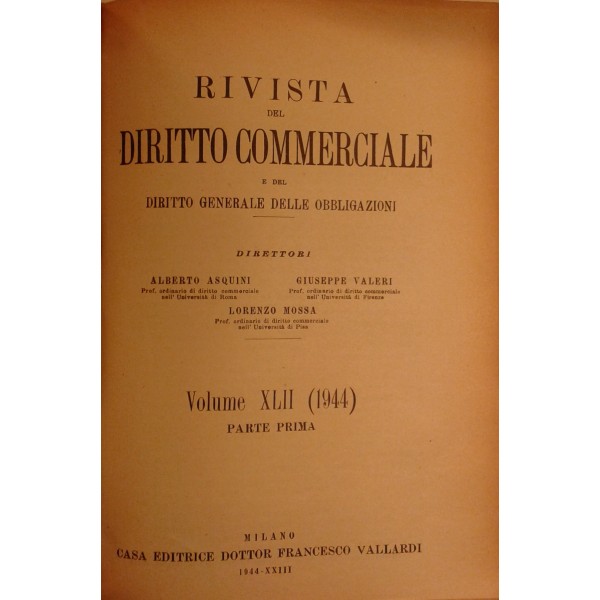 RIVISTA
DEL
DIRITTO COMMERCIALE
E DEL
DIRITTO GENERALE DELLE OBBLIGAZIONI
DIRETTORI
ALBERTO ASQUINI
Prof. ordinario di diritto commerciale
nell' Università di Roma
GIUSEPPE VALERI
Prof. ordinario di diritto commerciale
nell' Università di Firenze
LORENZO MOSSA
Prof. ordinario di diritto commerciale
nell' Università di Pisa
Volume XLII (1944)
PARTE PRIMA
MILANO
CASA EDITRICE DOTTOR FRANCESCO VALLARDI
1944-XXIII